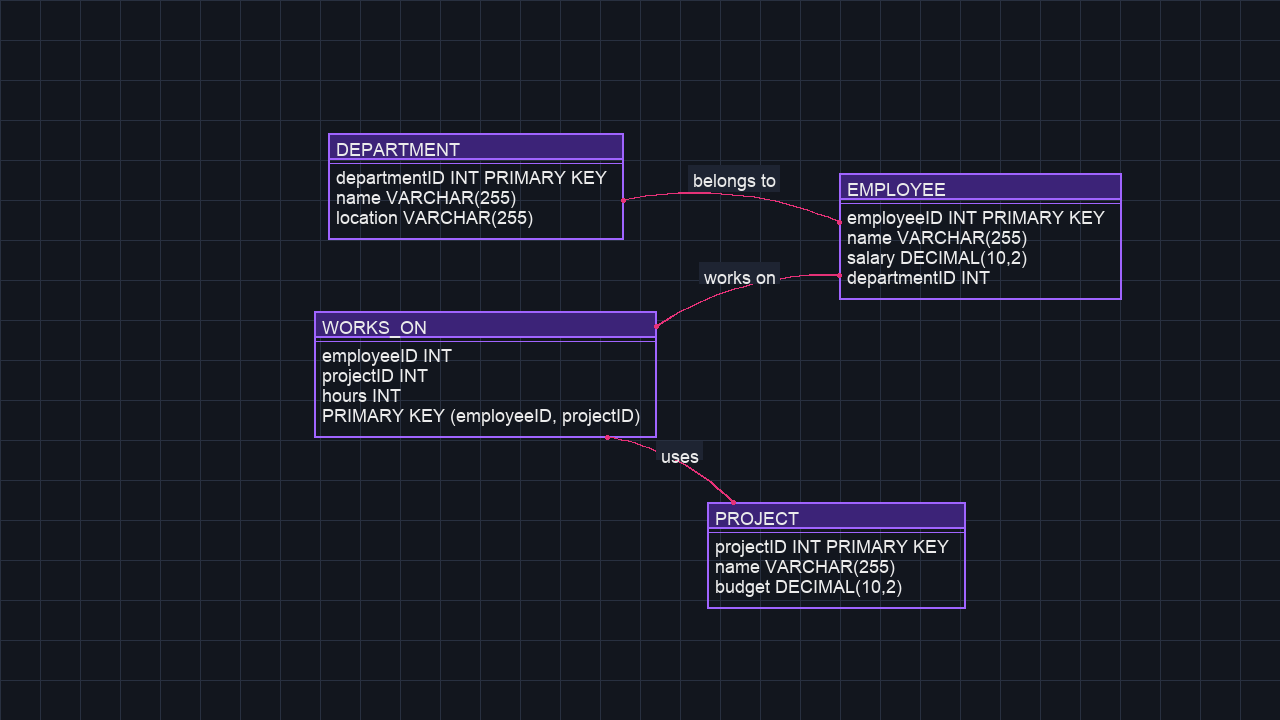 DEPARTMENT
departmentID INT PRIMARY KEY
name VARCHAR(255)
location VARCHAR(255)
belongs to
EMPLOYEE
employeeID INT PRIMARY KEY
name VARCHAR(255)
salary DECIMAL(10,2)
departmentID INT
works on
WORKS_ON
employeeID INT
projectID INT
hours INT
PRIMARY KEY (employeeID, projectID)
uses
PROJECT
projectID INT PRIMARY KEY
name VARCHAR(255)
budget DECIMAL(10,2)